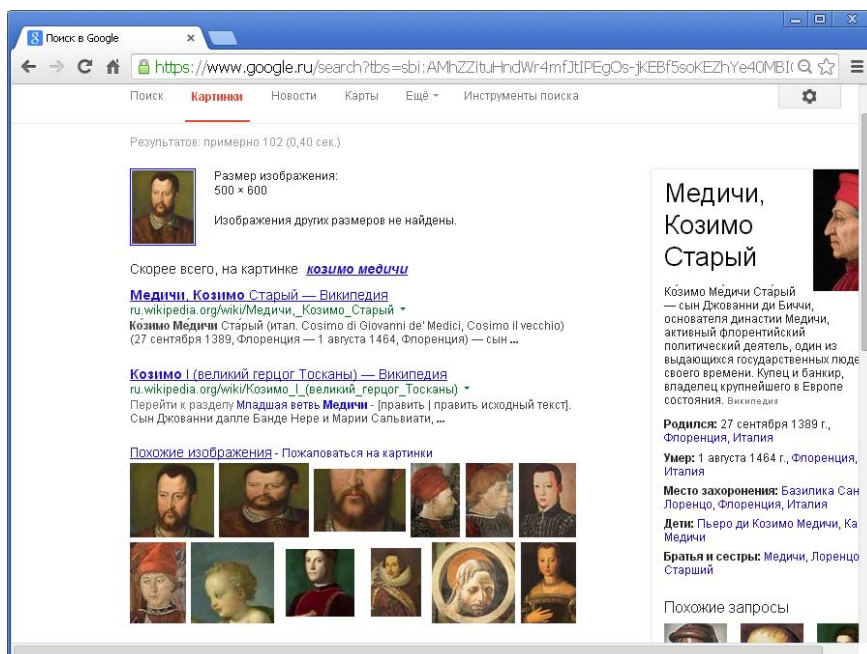 Поиск в Google
https://www.google.ru/search?tbs=sbi:AMhZZituHndWr4mfJtIPEgOs-jKEBf5soKEZhYe40MBI
Поиск Картинки Новости Карты Ещё Инструменты поиска
Результатов: примерно 102 (0,40 сек.)
Размер изображения:
500 × 600
Изображения других размеров не найдены.
Скорее всего, на картинке козимо медичи
Медичи, Козимо Старый — Википедия
ru.wikipedia.org/wiki/Медичи,_Козимо_Старый
Ко́зимо Ме́дичи Ста́рый (итал. Cosimo di Giovanni de' Medici, Cosimo il vecchio)
(27 сентября 1389, Флоренция — 1 августа 1464, Флоренция) — сын ...
Козимо I (великий герцог Тосканы) — Википедия
ru.wikipedia.org/wiki/Козимо_I_(великий_герцог_Тосканы)
Перейти к разделу Младшая ветвь Медичи - [править | править исходный текст].
Сын Джованни далле Банде Нере и Марии Сальвиати, ...
Похожие изображения - Пожаловаться на картинки
Медичи,
Козимо
Старый
Ко́зимо Ме́дичи Ста́рый
— сын Джованни ди Биччи,
основателя династии Медичи,
активный флорентийский
политический деятель, один из
выдающихся государственных люде
своего времени. Купец и банкир,
владелец крупнейшего в Европе
состояния. Википедия
Родился: 27 сентября 1389 г.,
Флоренция, Италия
Умер: 1 августа 1464 г., Флоренция,
Италия
Место захоронения: Базилика Сан
Лоренцо, Флоренция, Италия
Дети: Пьеро ди Козимо Медичи, Ка
Медичи
Братья и сестры: Медичи, Лоренцо
Старший
Похожие запросы